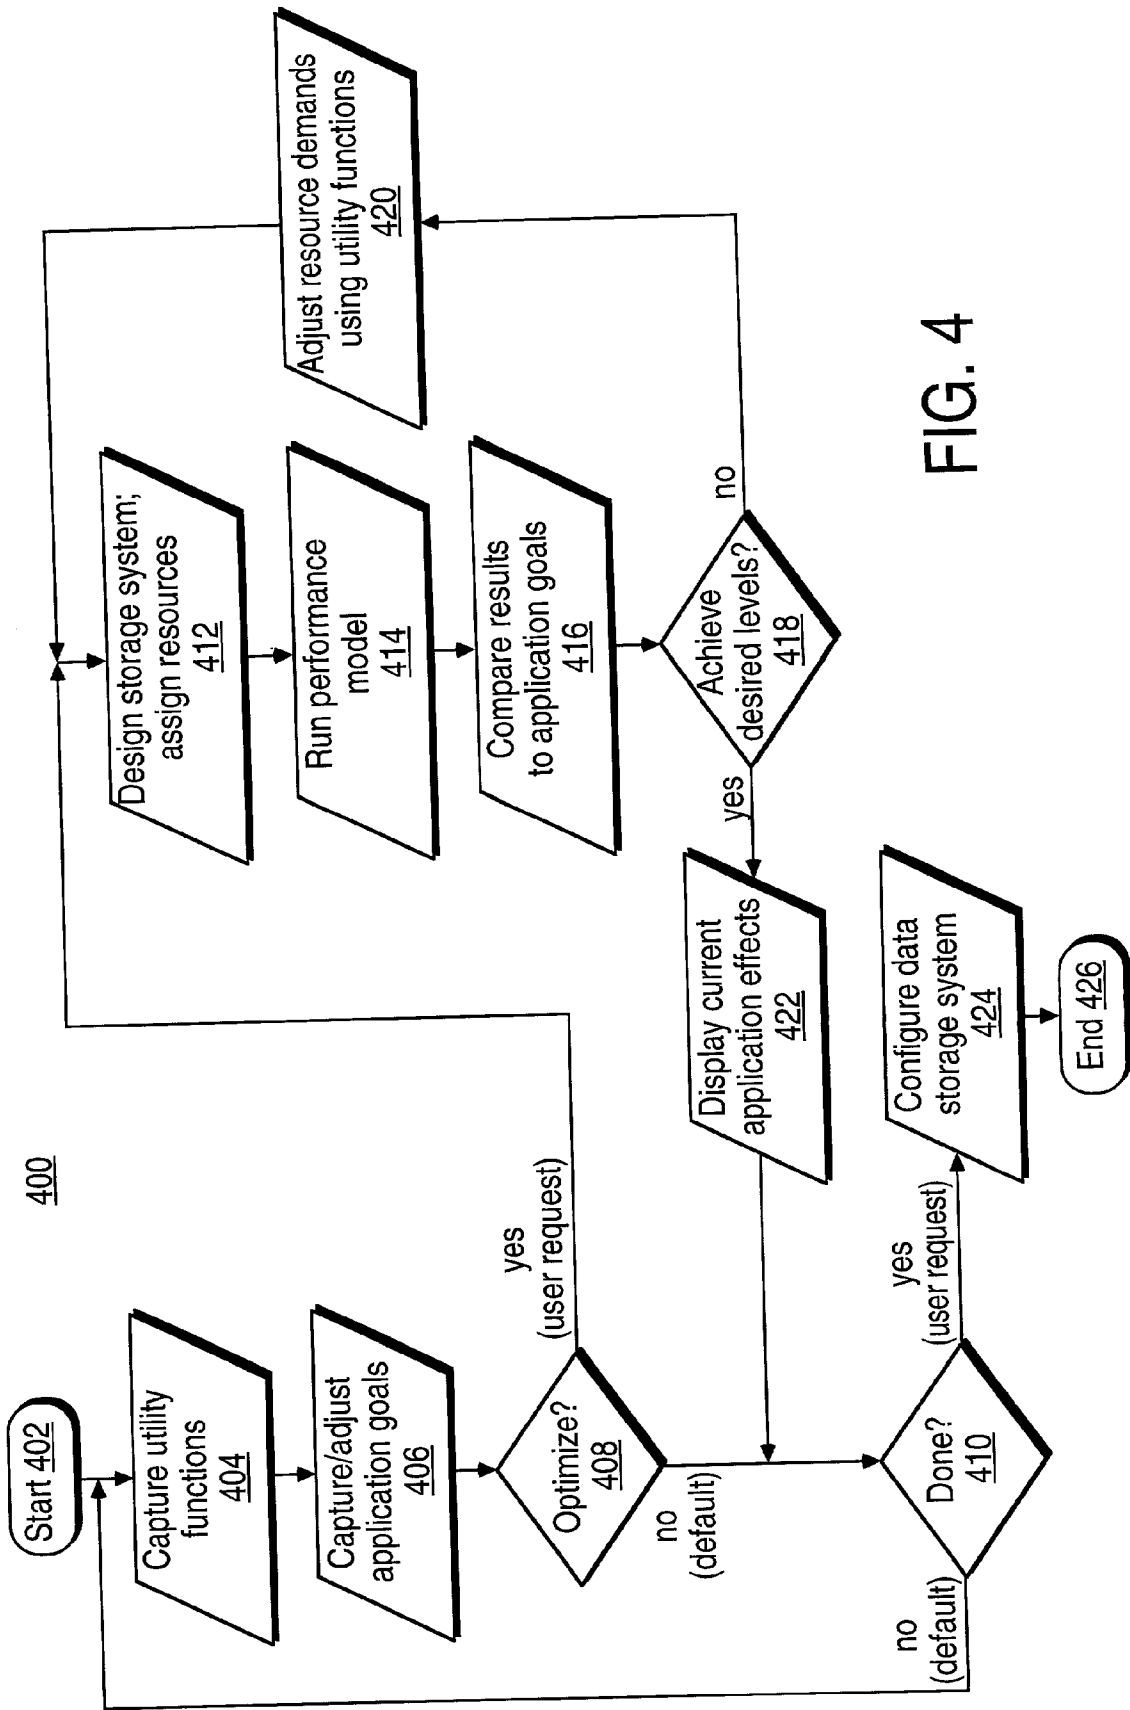 400
Start 402
Capture utility
functions
404
Capture/adjust
application goals
406
Optimize?
408
yes
(user request)
no
(default)
Done?
410
no
(default)
yes
(user request)
Design storage system;
assign resources
412
Run performance
model
414
Compare results
to application goals
416
Achieve
desired levels?
418
yes
no
Adjust resource demands
using utility functions
420
Display current
application effects
422
Configure data
storage system
424
End 426
FIG. 4